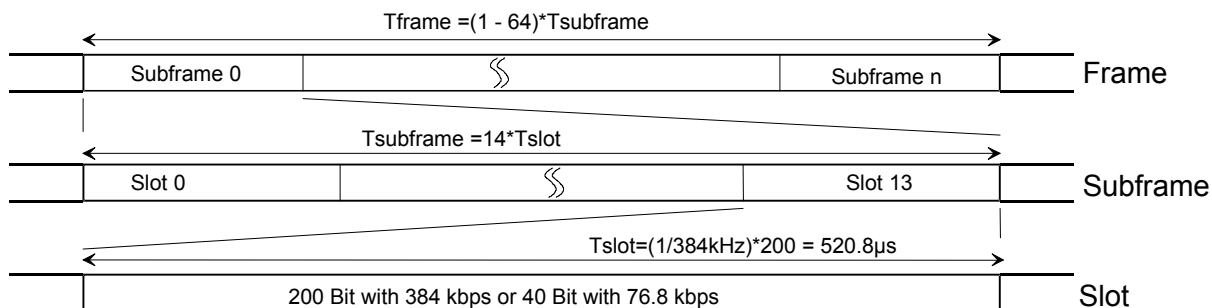 Tframe =(1 - 64)*Tsubframe
Subframe 0
Subframe n
Frame
Tsubframe =14*Tslot
Slot 0
Slot 13
Subframe
Tslot=(1/384kHz)*200 = 520.8µs
200 Bit with 384 kbps or 40 Bit with 76.8 kbps
Slot